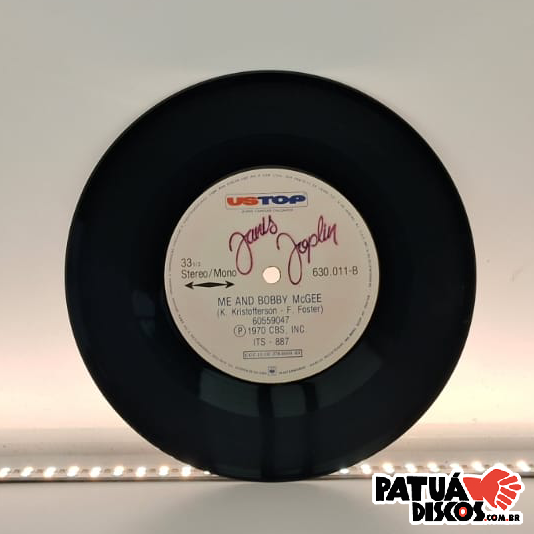 USTOP
Janis
Joplin
33 1/3
Stereo/Mono
630.011-B
ME AND BOBBY McGEE
(K. Kristofferson - F. Foster)
60559047
Ⓟ 1970 CBS, INC.
ITS - 887
PATUÁ
DISCOS.COM.BR